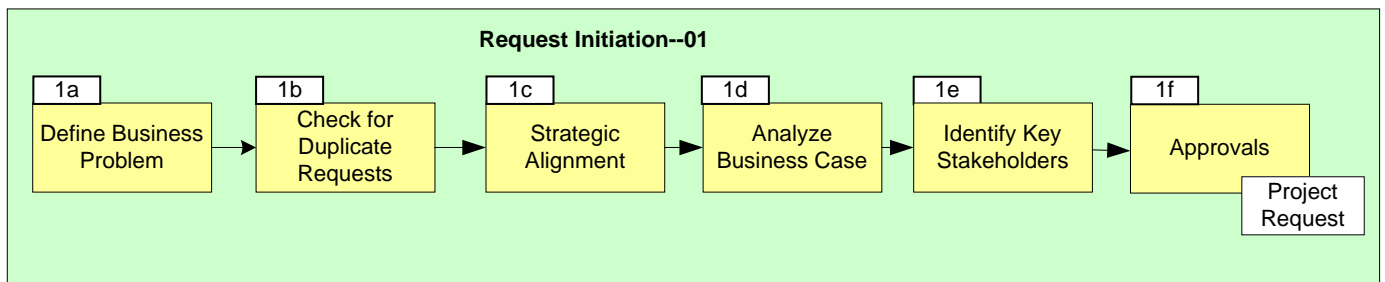 Request Initiation--01
1a
Define Business
Problem
1b
Check for
Duplicate
Requests
1c
Strategic
Alignment
1d
Analyze
Business Case
1e
Identify Key
Stakeholders
1f
Approvals
Project
Request